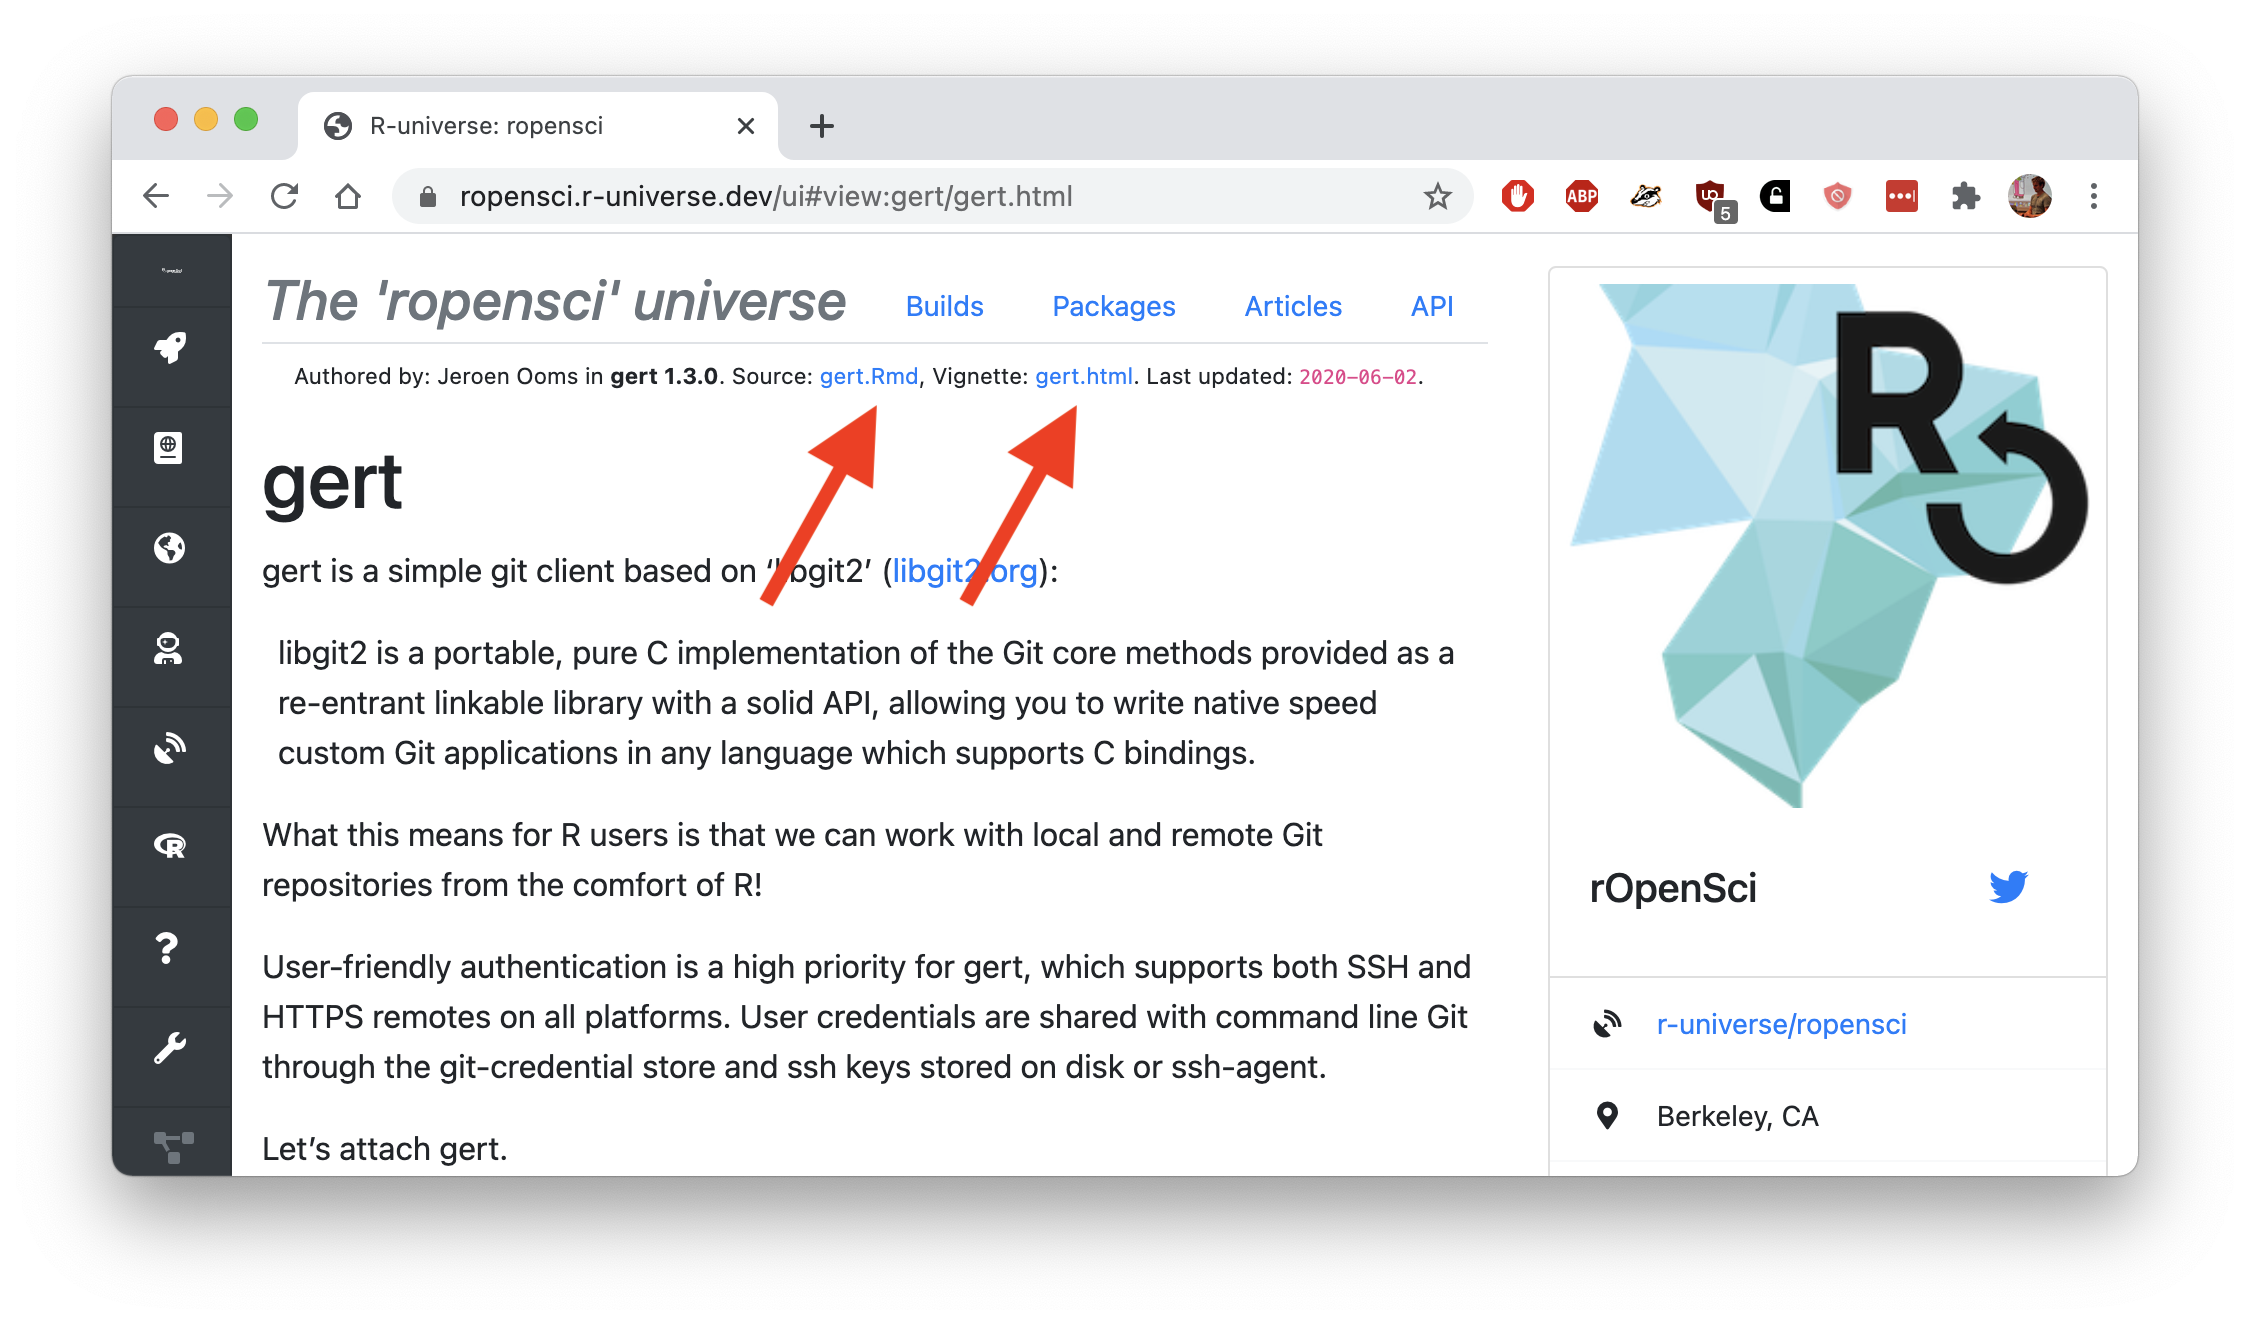 R-universe: ropensci
ropensci.r-universe.dev/ui#view:gert/gert.html
ABP
5
The 'ropensci' universe
Builds
Packages
Articles
API
Authored by: Jeroen Ooms in gert 1.3.0. Source: gert.Rmd, Vignette: gert.html. Last updated: 2020-06-02.
gert
gert is a simple git client based on ‘libgit2’ (libgit2.org):
libgit2 is a portable, pure C implementation of the Git core methods provided as a
re-entrant linkable library with a solid API, allowing you to write native speed
custom Git applications in any language which supports C bindings.
What this means for R users is that we can work with local and remote Git
repositories from the comfort of R!
User-friendly authentication is a high priority for gert, which supports both SSH and
HTTPS remotes on all platforms. User credentials are shared with command line Git
through the git-credential store and ssh keys stored on disk or ssh-agent.
Let’s attach gert.
R
rOpenSci
r-universe/ropensci
Berkeley, CA